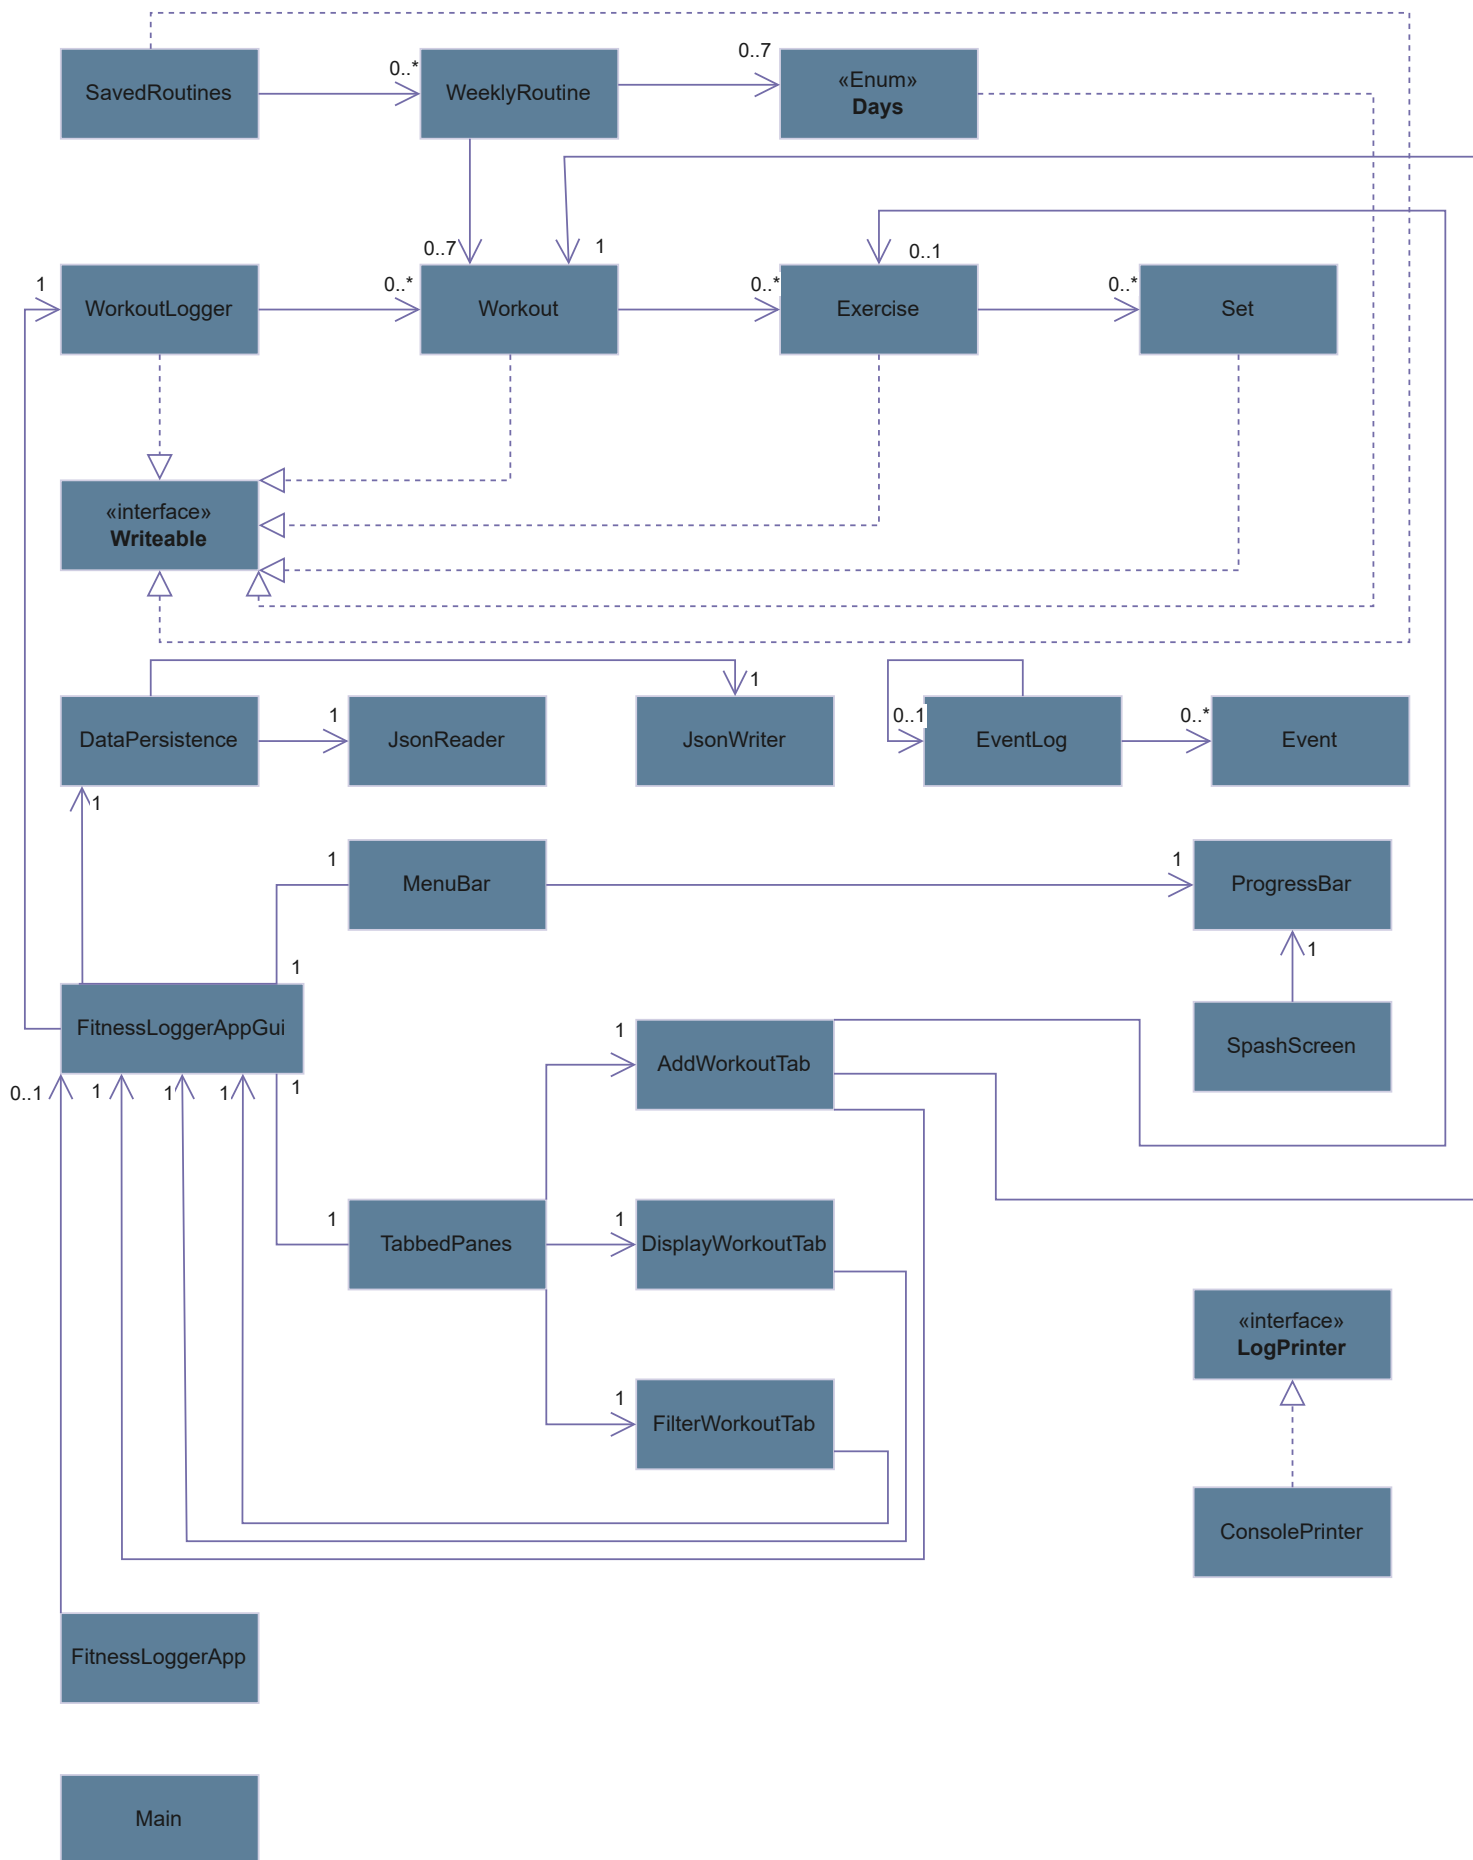 0..*
0..7
SavedRoutines
WeeklyRoutine
«Enum»
Days
0..7
1
0..1
1
0..*
0..*
0..*
WorkoutLogger
Workout
Exercise
Set
«interface»
Writeable
1
1
0..1
0..*
DataPersistence
JsonReader
JsonWriter
EventLog
Event
1
1
1
MenuBar
ProgressBar
1
1
FitnessLoggerAppGui
1
AddWorkoutTab
SpashScreen
0..1
1
1
1
1
1
1
TabbedPanes
DisplayWorkoutTab
«interface»
LogPrinter
1
FilterWorkoutTab
ConsolePrinter
FitnessLoggerApp
Main